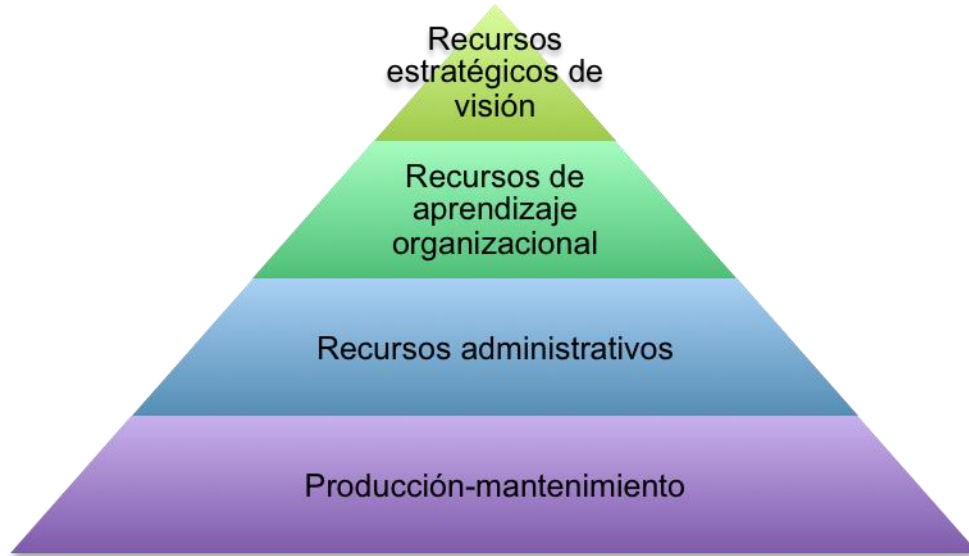 Recursos
estratégicos de
visión
Recursos de
aprendizaje
organizacional
Recursos administrativos
Producción-mantenimiento